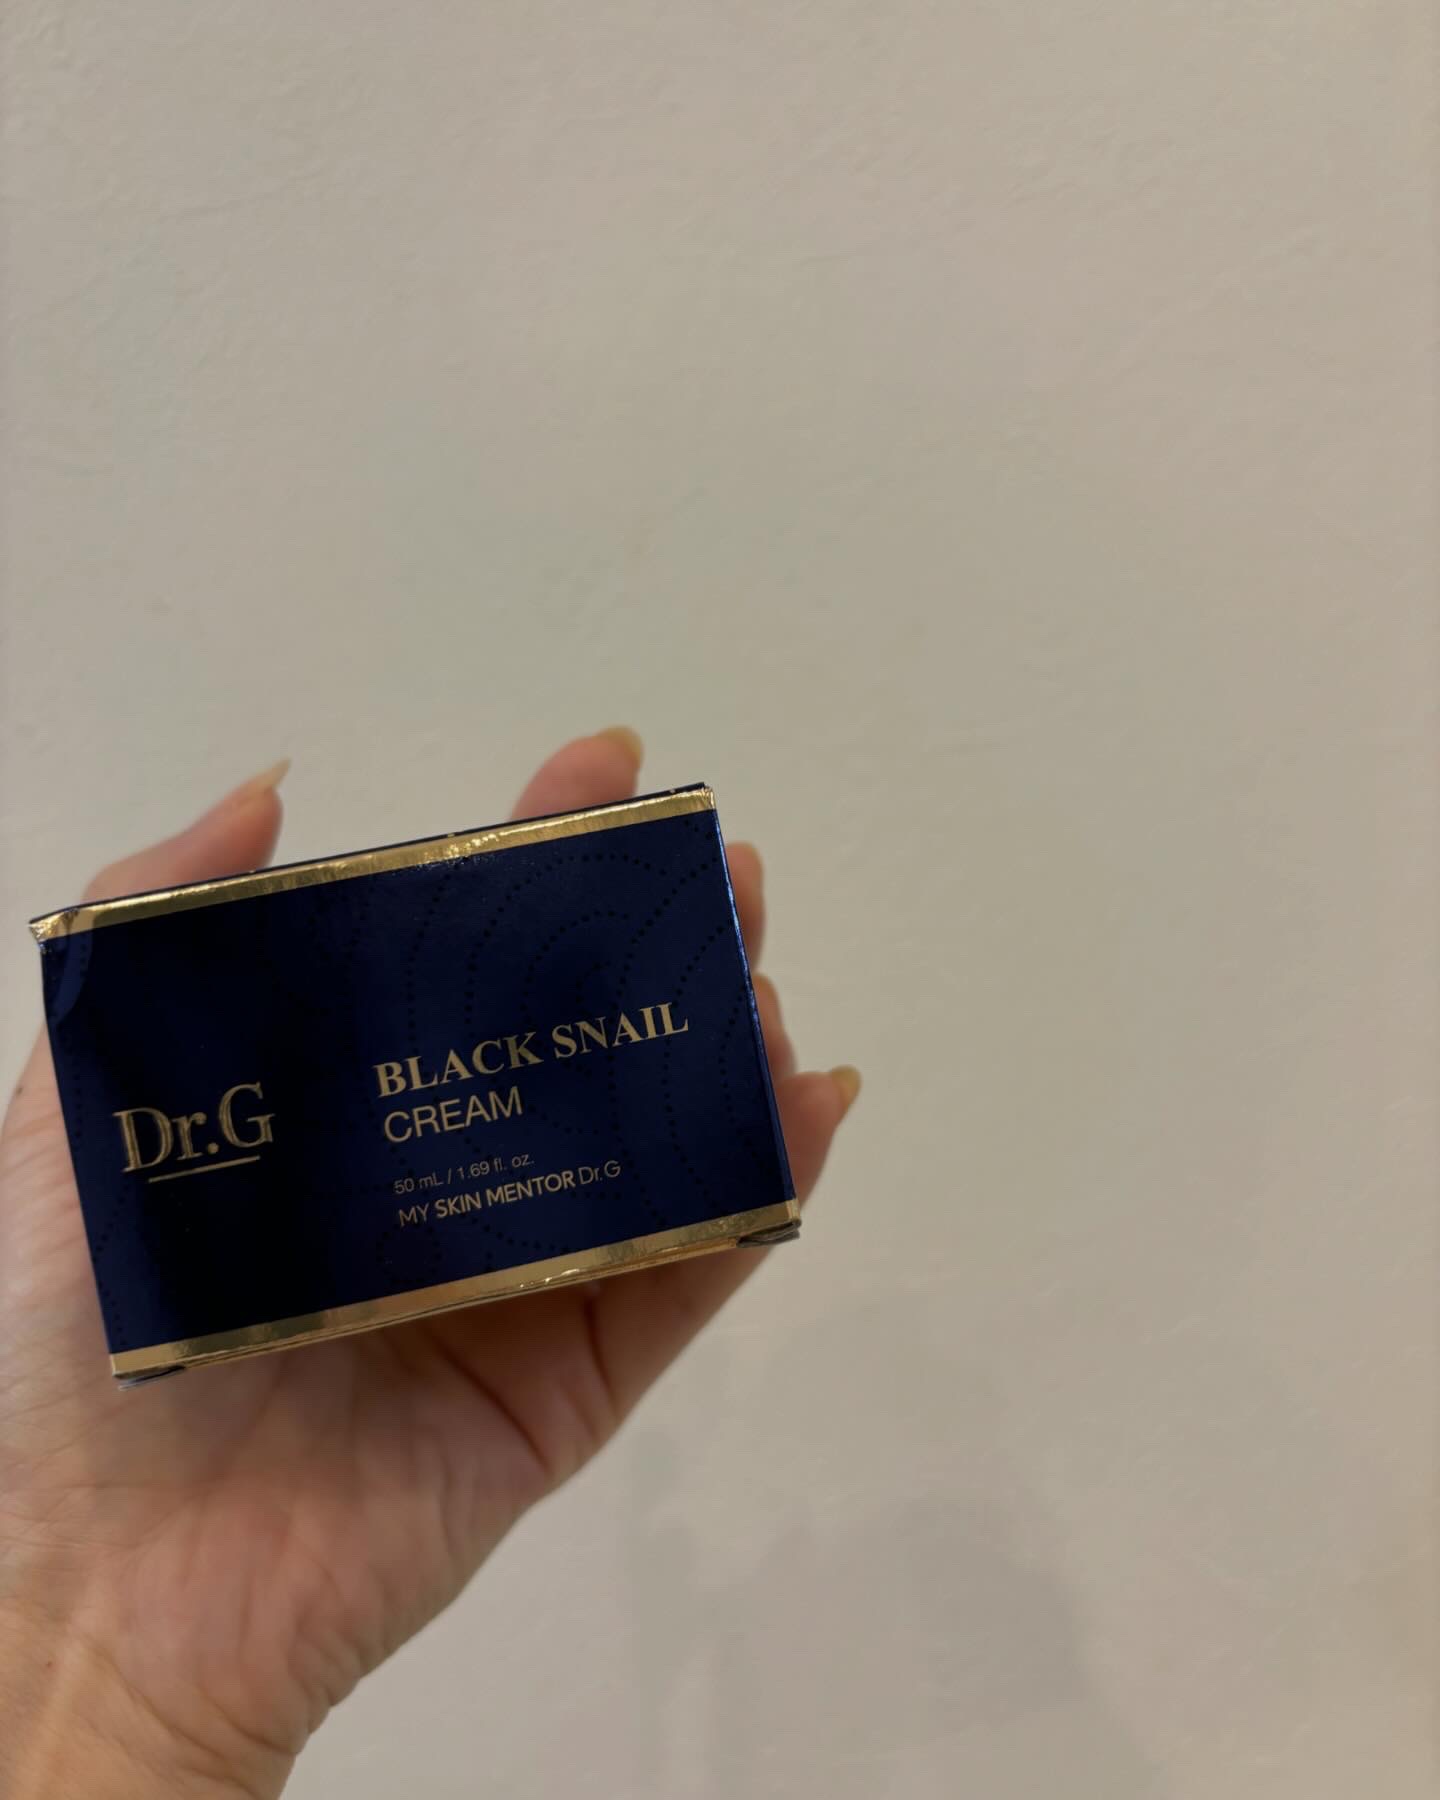 Dr.G
BLACK SNAIL
CREAM
50 mL / 1.69 fl. oz.
MY SKIN MENTOR Dr.G